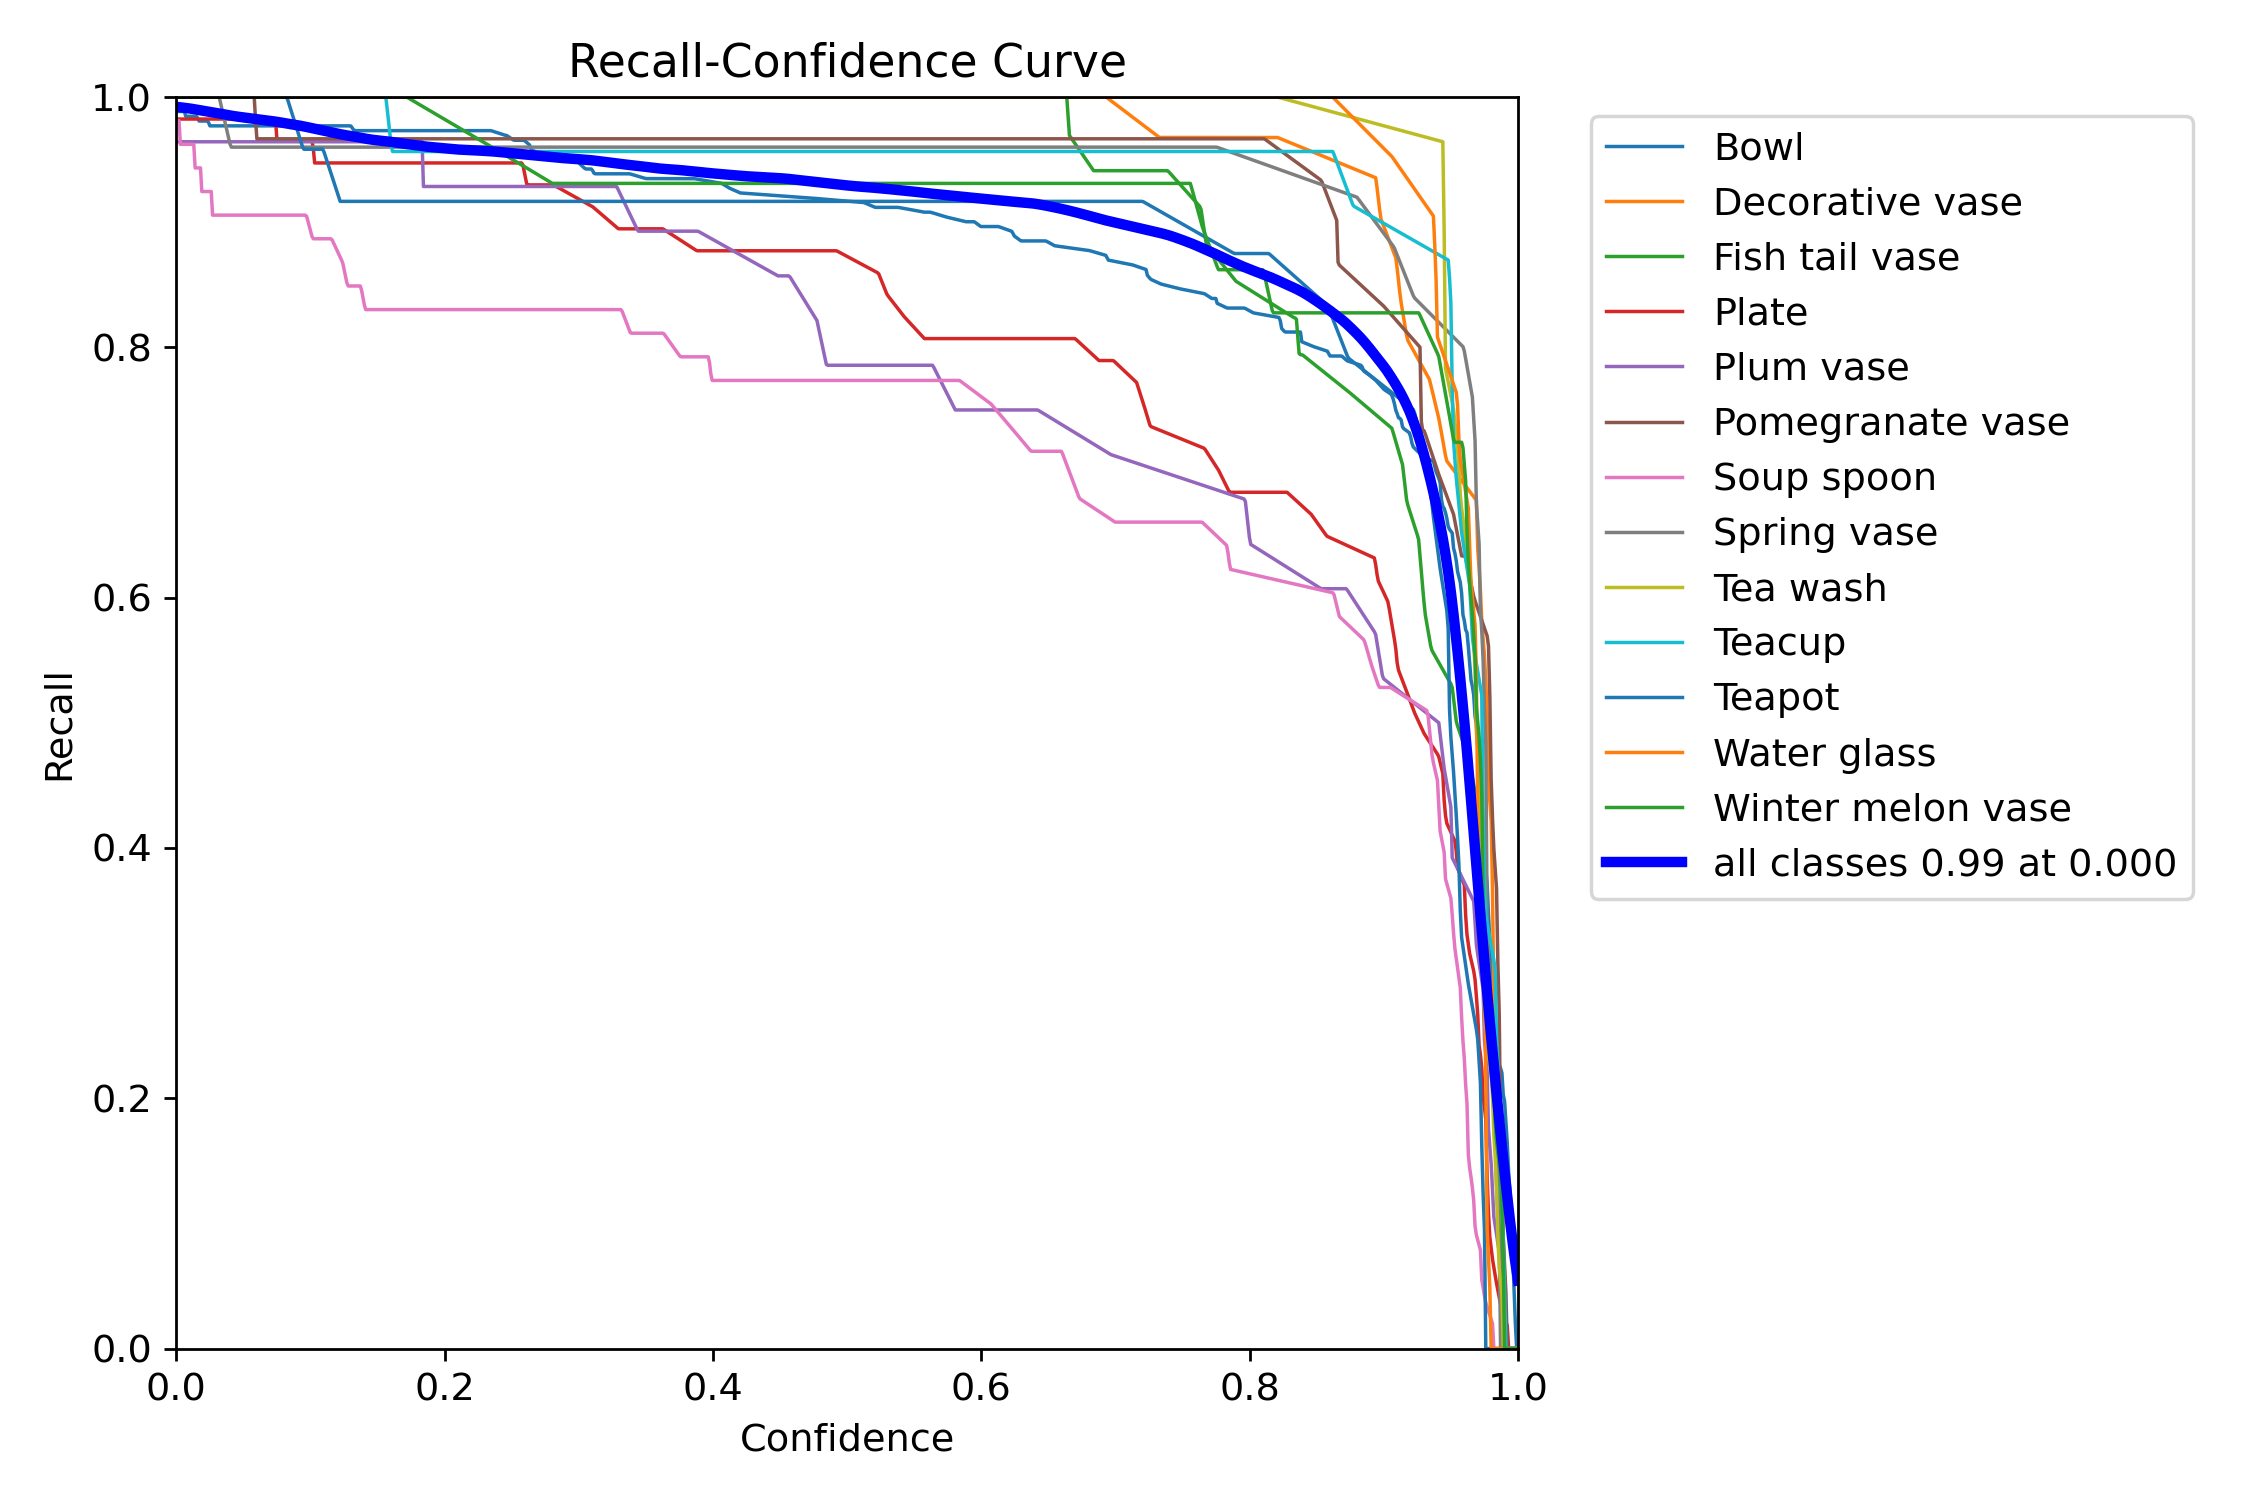 Recall-Confidence Curve
1.0
0.8
0.6
0.4
0.2
0.0
Recall
0.0 0.2 0.4 0.6 0.8 1.0
Confidence
Bowl
Decorative vase
Fish tail vase
Plate
Plum vase
Pomegranate vase
Soup spoon
Spring vase
Tea wash
Teacup
Teapot
Water glass
Winter melon vase
all classes 0.99 at 0.000